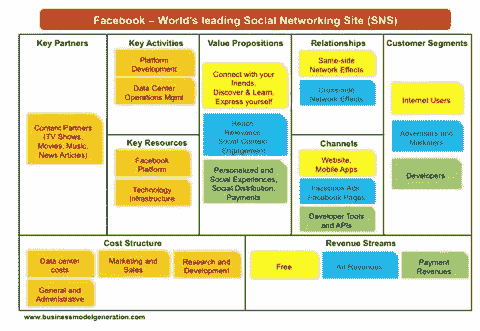 Facebook – World's leading Social Networking Site (SNS)
Key Partners
Content Partners
(TV Shows,
Movies, Music,
News Articles)
Key Activities
Platform
Development
Data Center
Operations Mgmt
Key Resources
Facebook
Platform
Technology
Infrastructure
Value Propositions
Connect with your
friends,
Discover & Learn,
Express yourself
Reach
Relevance
Social Context
Engagement
Personalized and
Social Experiences,
Social Distribution,
Payments
Relationships
Same-side
Network Effects
Cross-side
Network Effects
Channels
Website,
Mobile Apps
Facebook Ads
Facebook Pages
Developer Tools
and APIs
Customer Segments
Internet Users
Advertisers and
Marketers
Developers
Cost Structure
Data center
costs
Marketing and
Sales
Research and
Development
General and
Administrative
Revenue Streams
Free
Ad Revenues
Payment
Revenues
www.businessmodelgeneration.com